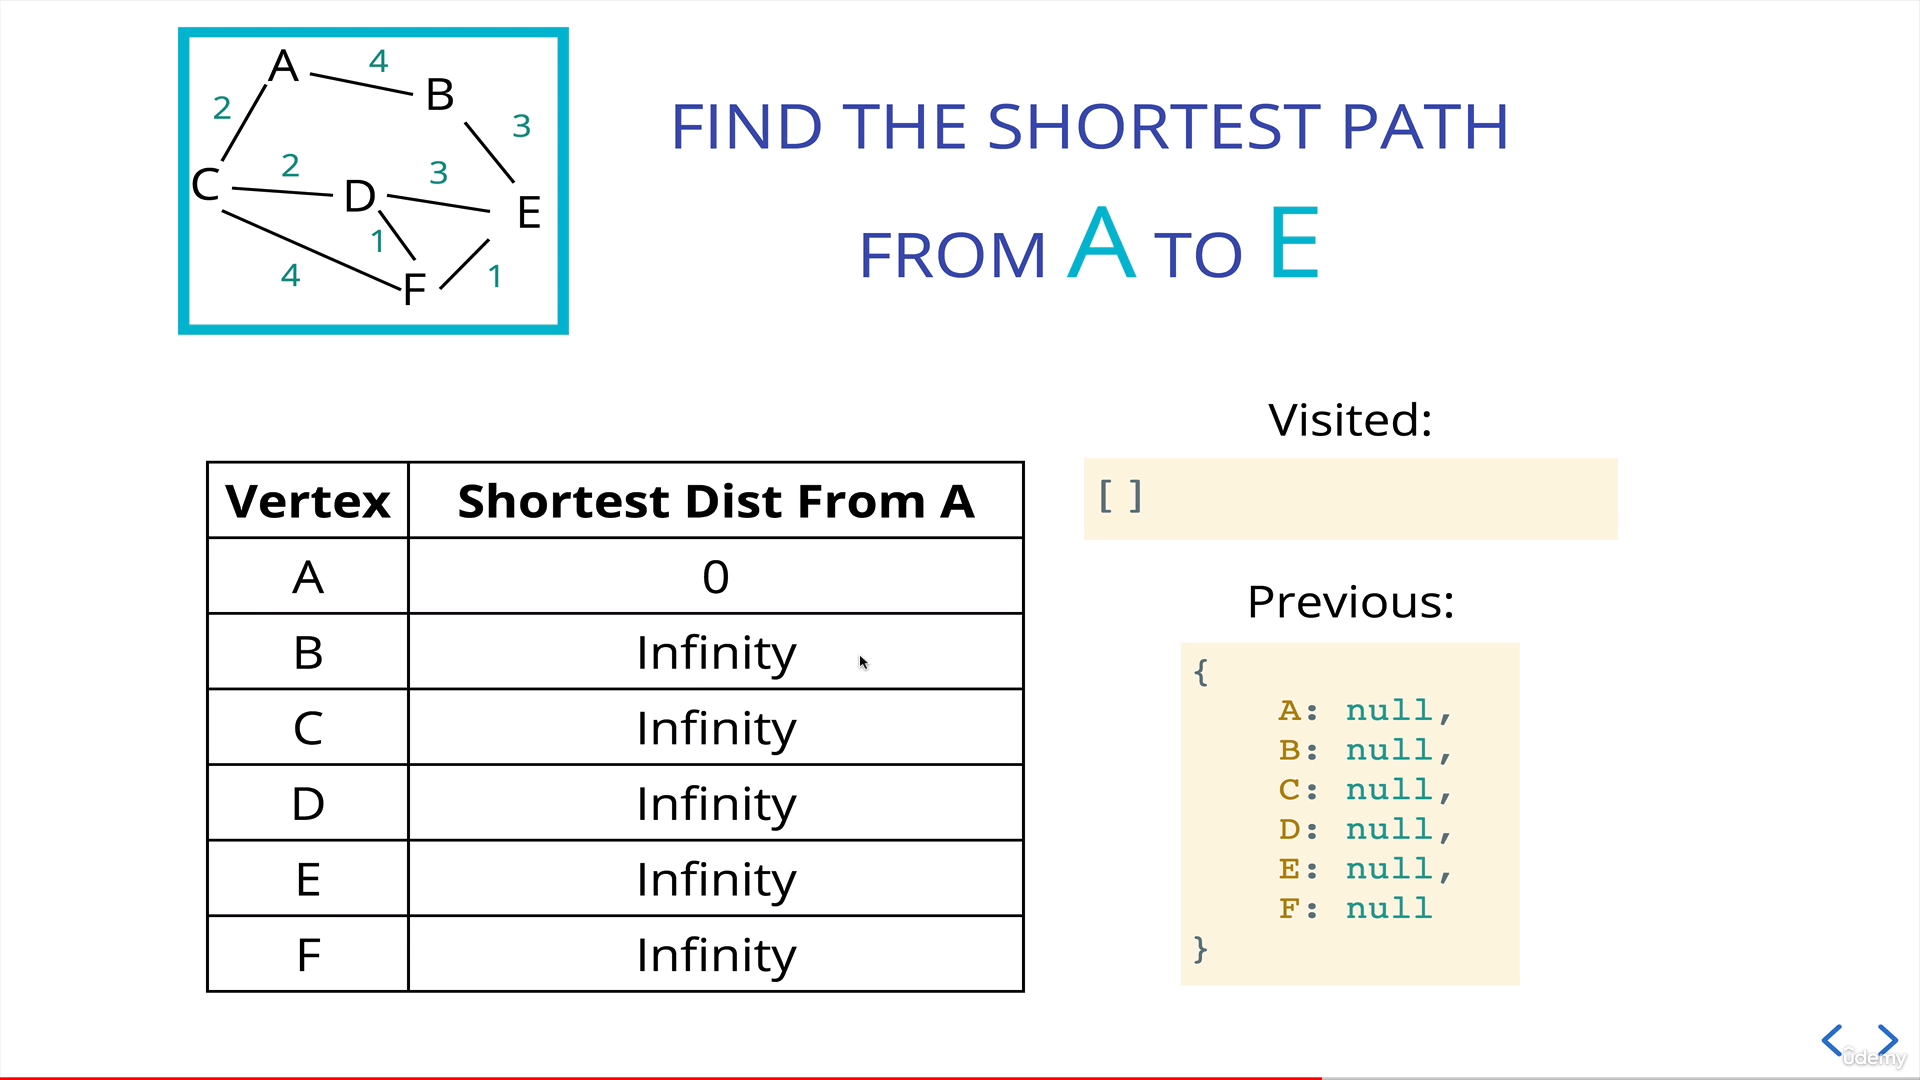 A
4
B
2
3
C
2
D
3
E
1
4
F
1
FIND THE SHORTEST PATH
FROM A TO E
Visited:
[ ]
Vertex Shortest Dist From A
A 0
B Infinity
C Infinity
D Infinity
E Infinity
F Infinity
Previous:
{
A: null,
B: null,
C: null,
D: null,
E: null,
F: null
}
ûdemy